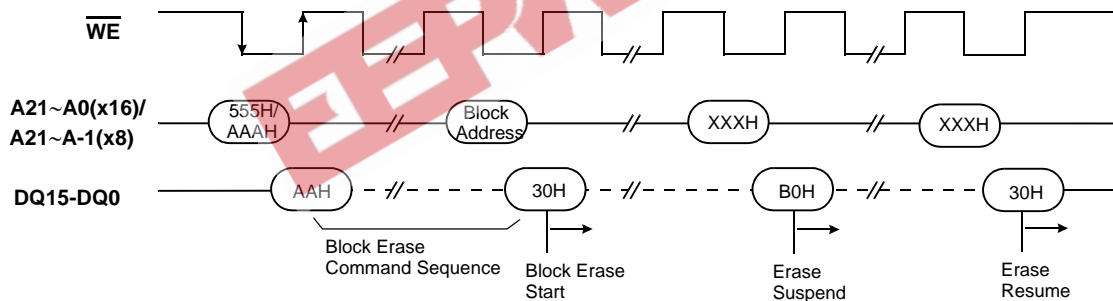 WE
A21~A0(x16)/
A21~A-1(x8)
555H/
AAAH
Block
Address
XXXH
XXXH
DQ15-DQ0
AAH
30H
B0H
30H
Block Erase
Command Sequence
Block Erase
Start
Erase
Suspend
Erase
Resume